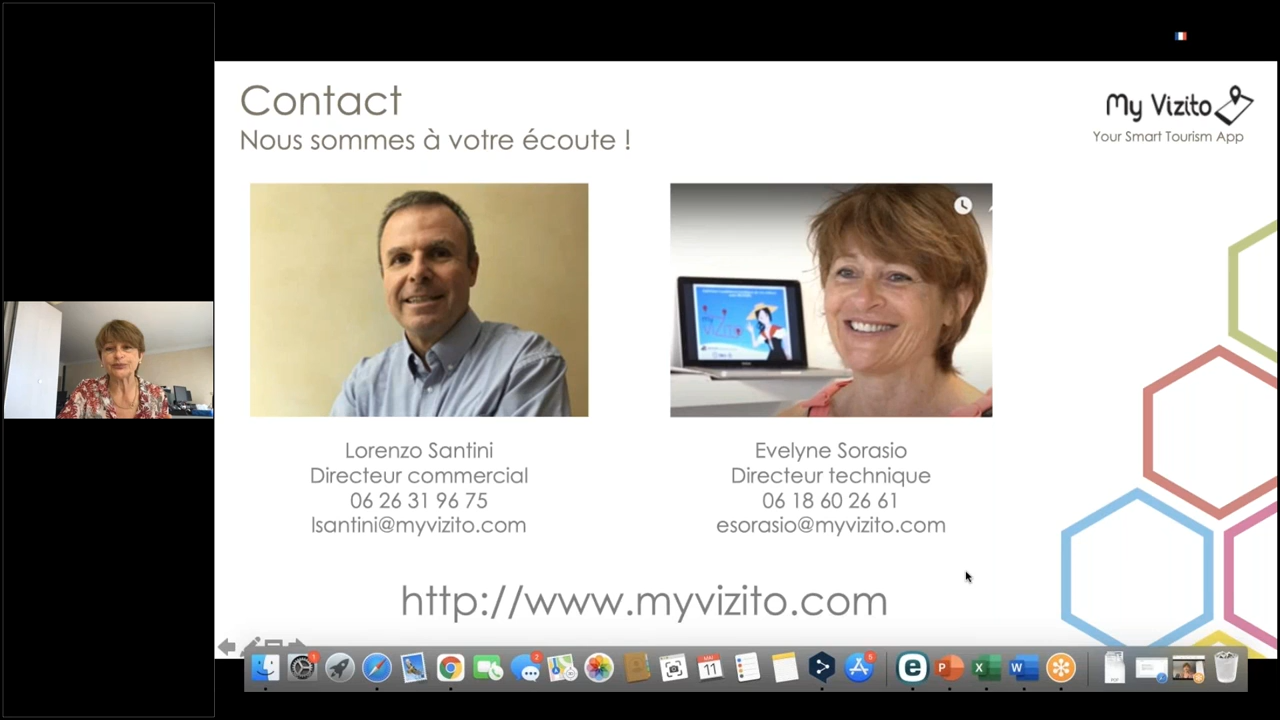 Contact
Nous sommes à votre écoute !
My Vizito
Your Smart Tourism App
Lorenzo Santini
Directeur commercial
06 26 31 96 75
lsantini@myvizito.com
Evelyne Sorasio
Directeur technique
06 18 60 26 61
esorasio@myvizito.com
http://www.myvizito.com